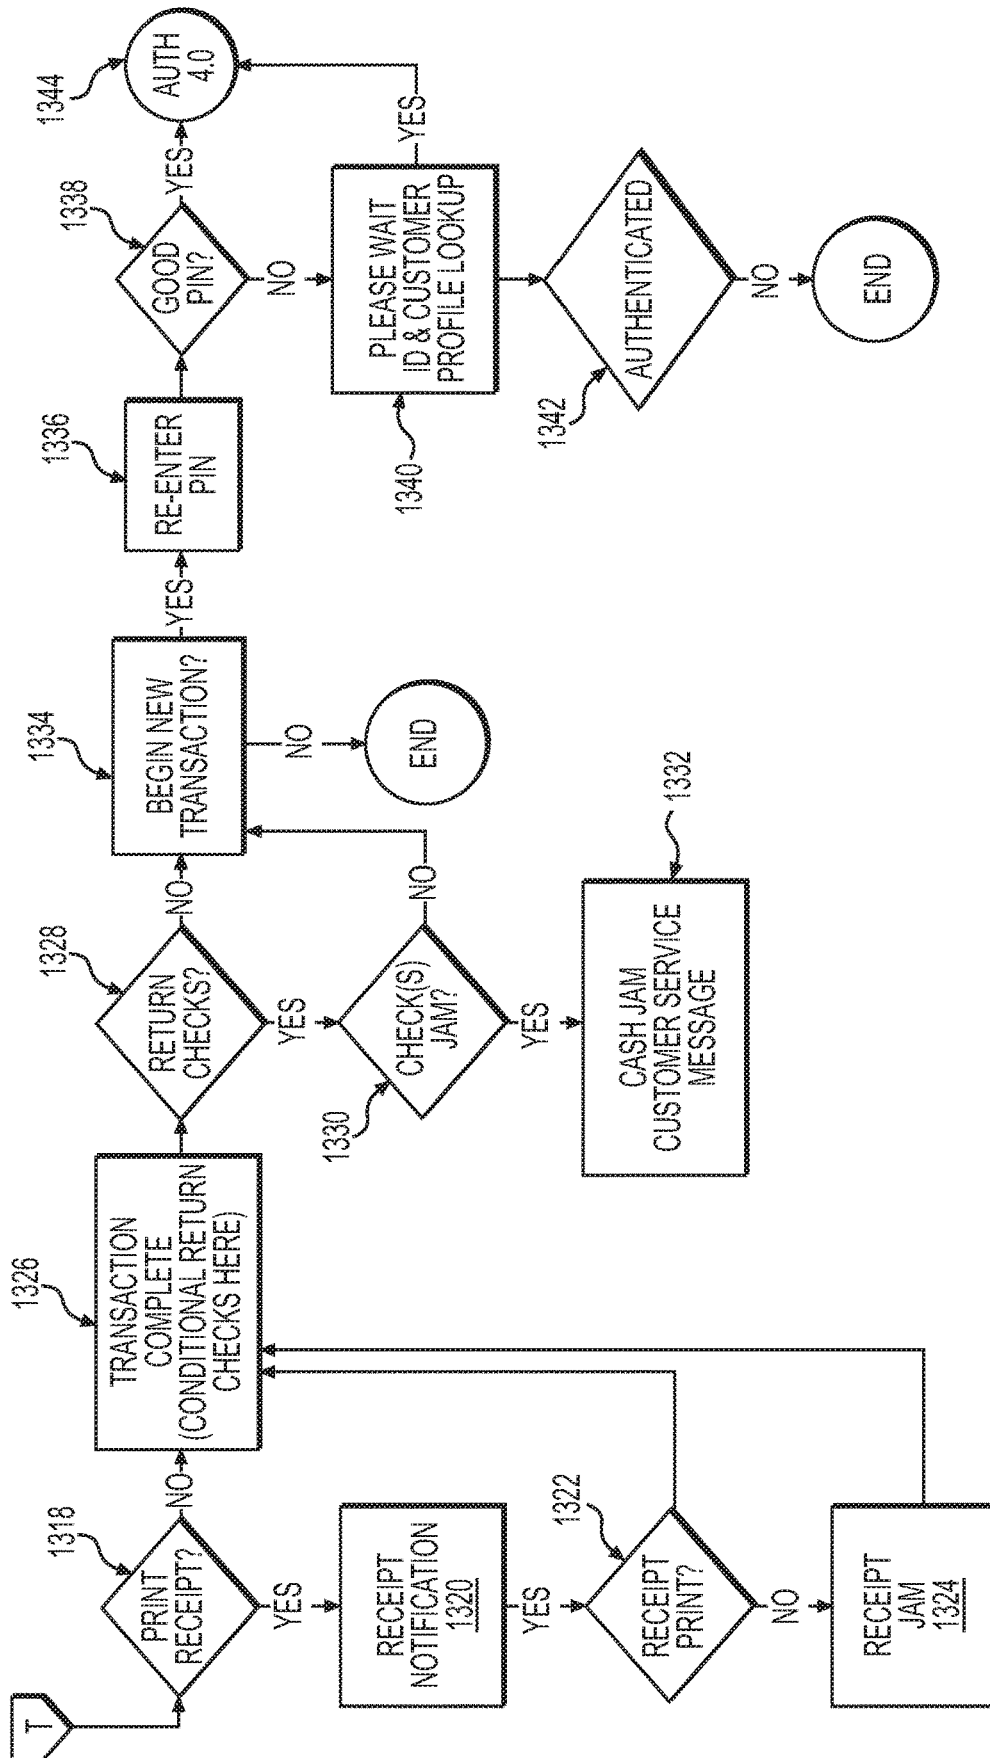 T
1318
PRINT
RECEIPT?
NO
YES
RECEIPT
NOTIFICATION
1320
YES
1322
RECEIPT
PRINT?
NO
RECEIPT
JAM
1324
1326
TRANSACTION
COMPLETE
(CONDITIONAL RETURN
CHECKS HERE)
1328
RETURN
CHECKS?
NO
YES
1330
CHECK(S)
JAM?
NO
YES
1332
CASH JAM
CUSTOMER SERVICE
MESSAGE
1334
BEGIN NEW
TRANSACTION?
YES
NO
END
1336
RE-ENTER
PIN
1338
GOOD
PIN?
YES
NO
1344
AUTH
4.0
1340
PLEASE WAIT
ID & CUSTOMER
PROFILE LOOKUP
YES
1342
AUTHENTICATED
NO
END